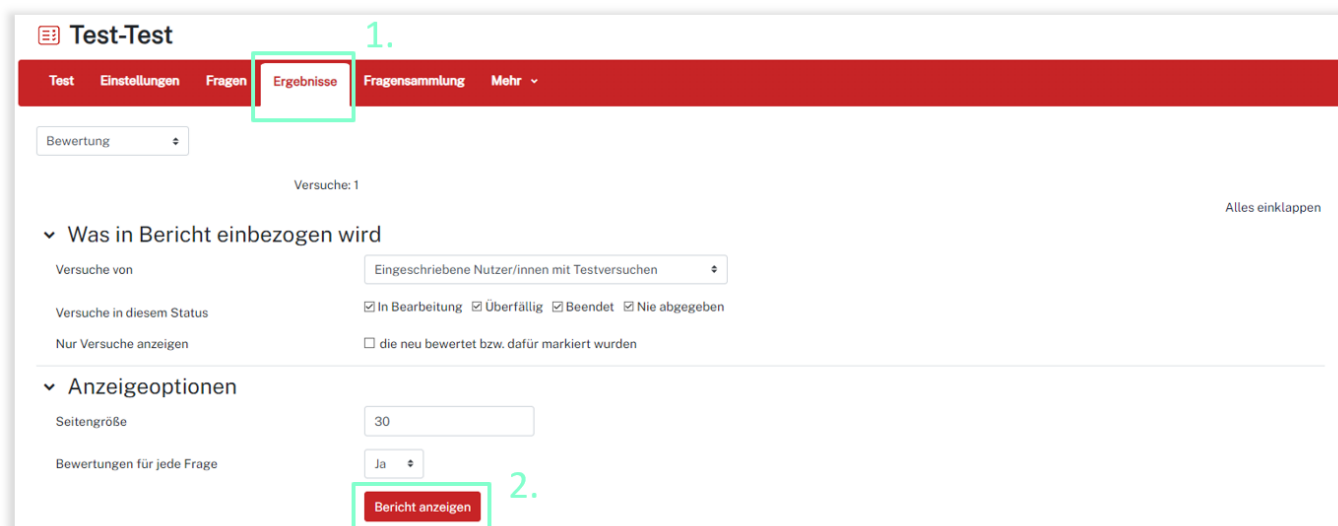 Test-Test
1.
Test Einstellungen Fragen Ergebnisse Fragensammlung Mehr
Bewertung
Versuche: 1
Alles einklappen
Was in Bericht einbezogen wird
Versuche von Eingeschriebene Nutzer/innen mit Testversuchen
Versuche in diesem Status In Bearbeitung Überfällig Beendet Nie abgegeben
Nur Versuche anzeigen die neu bewertet bzw. dafür markiert wurden
Anzeigeoptionen
Seitengröße 30
Bewertungen für jede Frage Ja
2.
Bericht anzeigen